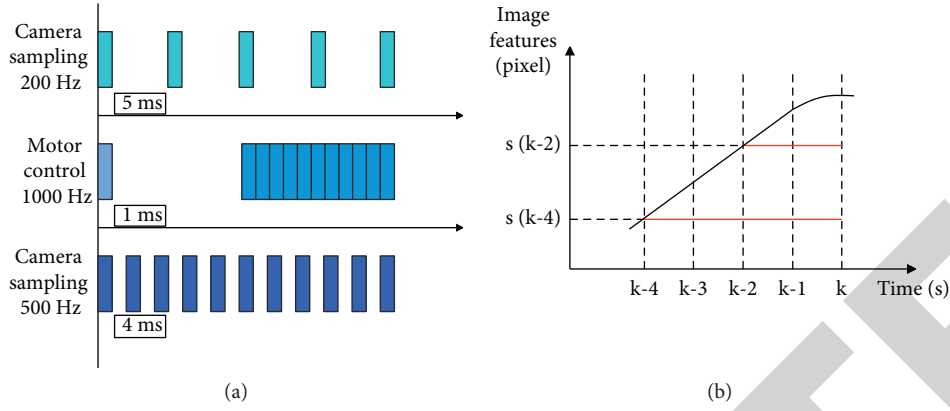 Camera
sampling
200 Hz
5 ms
Motor
control
1000 Hz
1 ms
Camera
sampling
500 Hz
4 ms
(a)
Image
features
(pixel)
s (k-2)
s (k-4)
k-4 k-3 k-2 k-1 k Time (s)
(b)